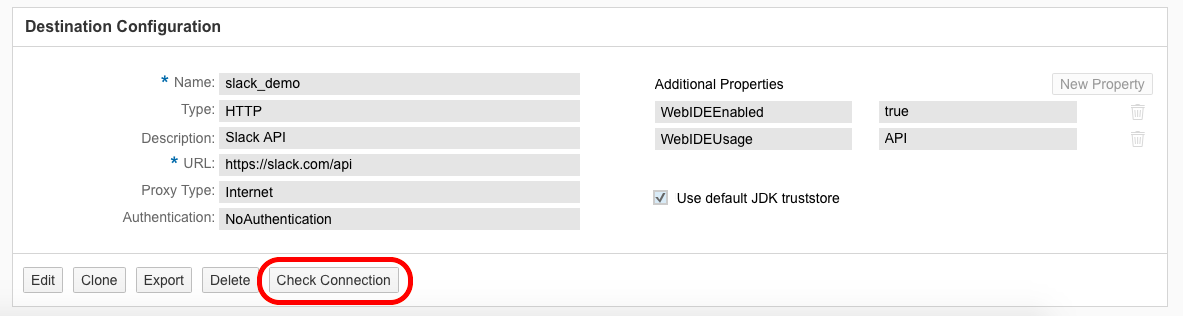 Destination Configuration
* Name: slack_demo
Type: HTTP
Description: Slack API
* URL: https://slack.com/api
Proxy Type: Internet
Authentication: NoAuthentication
Additional Properties New Property
WebIDEEnabled true
WebIDEUsage API
Use default JDK truststore
Edit Clone Export Delete Check Connection